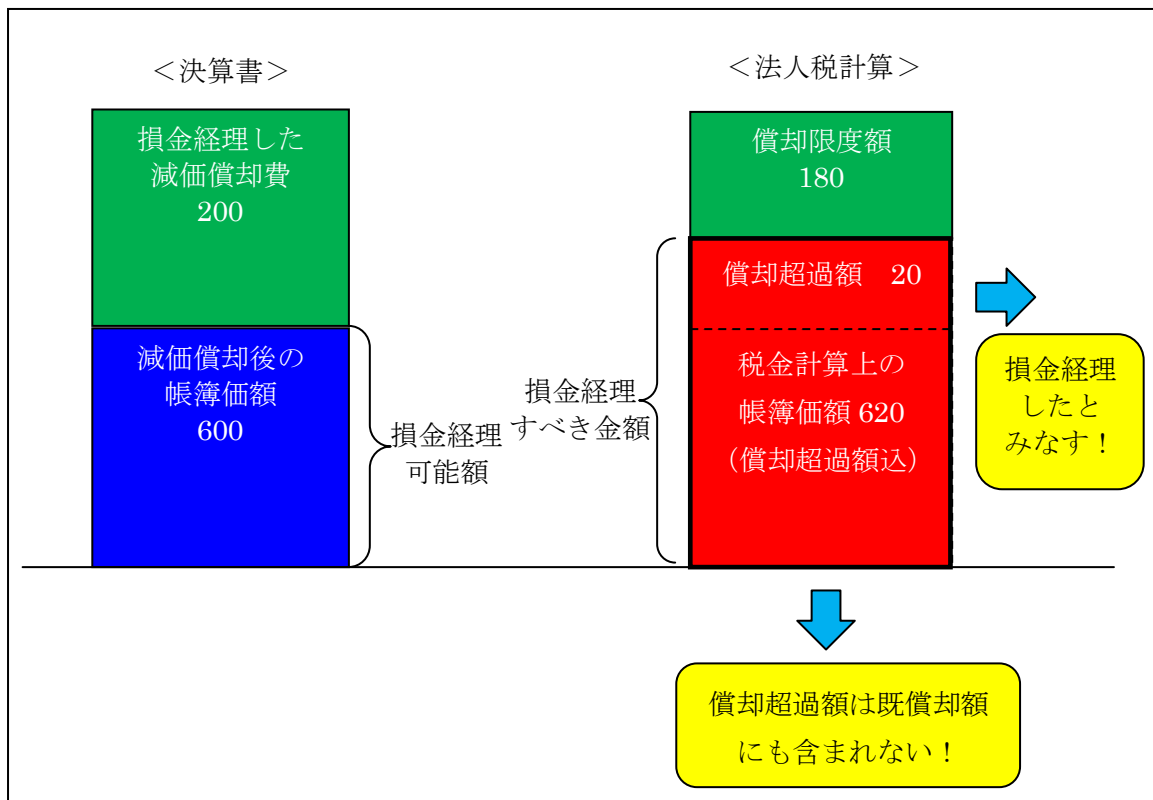 ＜決算書＞
＜法人税計算＞
損金経理した
減価償却費
200
償却限度額
180
償却超過額　20
減価償却後の
帳簿価額
600
損金経理
可能額
損金経理
すべき金額
税金計算上の
帳簿価額 620
（償却超過額込）
損金経理
したと
みなす！
償却超過額は既償却額
にも含まれない！